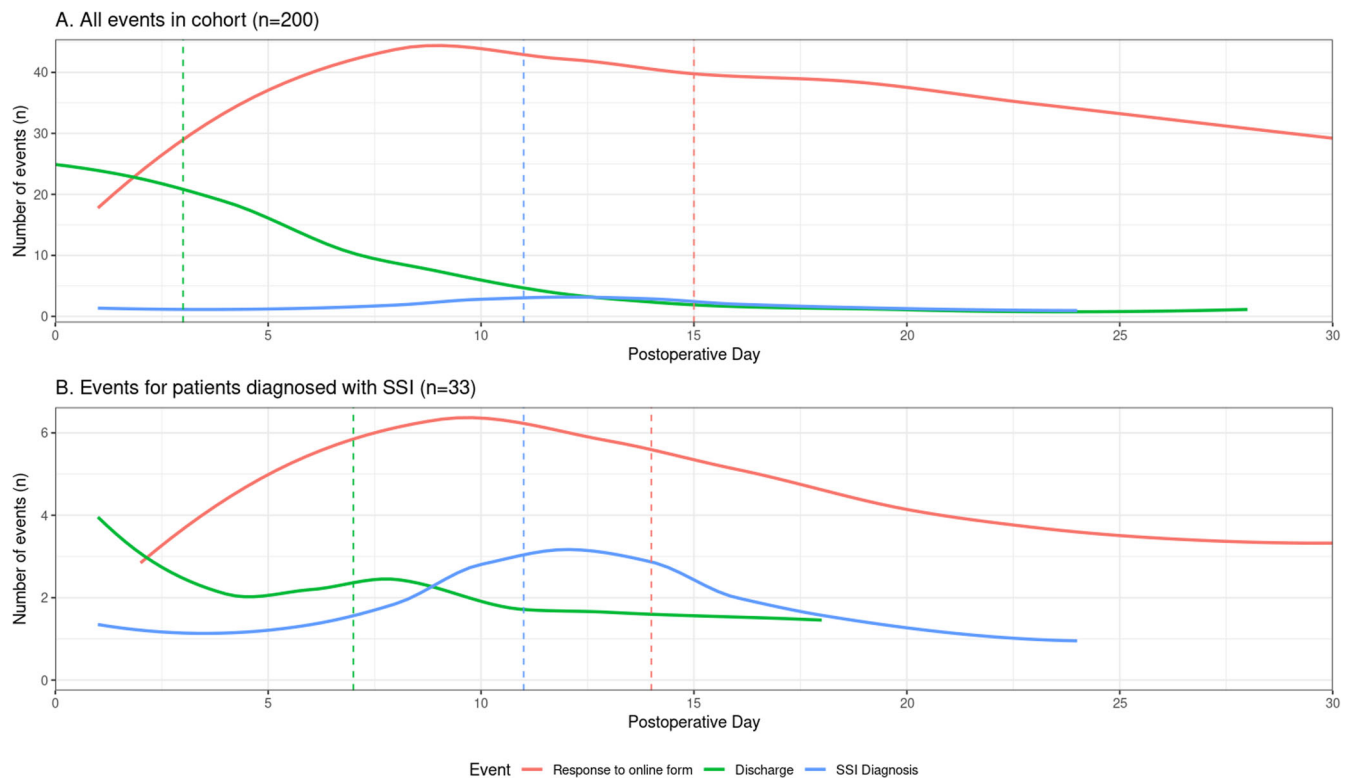 A. All events in cohort (n=200)
Number of events (n)
40
30
20
10
0
0 5 10 15 20 25 30
Postoperative Day
B. Events for patients diagnosed with SSI (n=33)
Number of events (n)
6
4
2
0
0 5 10 15 20 25 30
Postoperative Day
Event Response to online form Discharge SSI Diagnosis